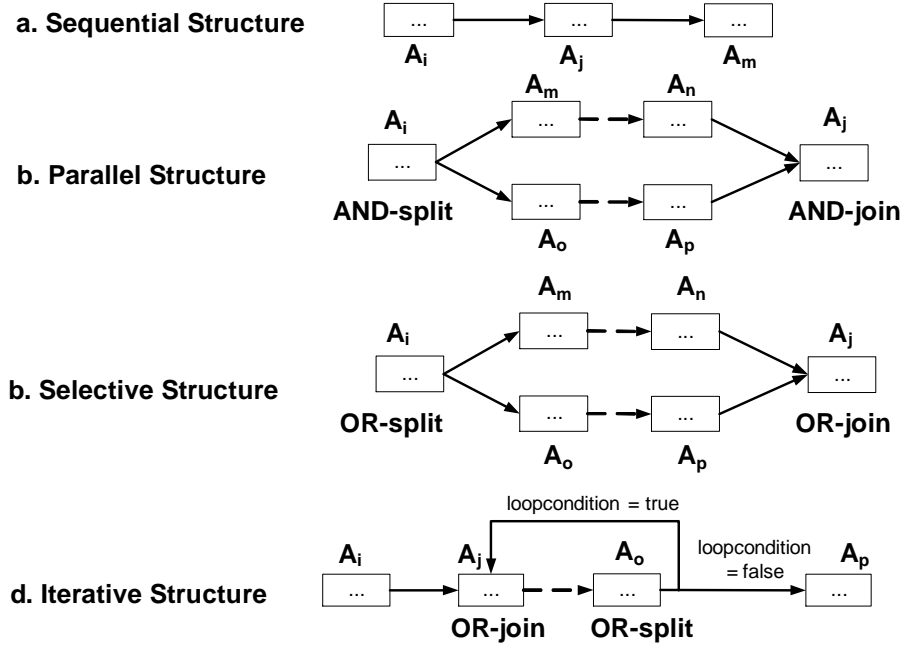 a. Sequential Structure
... ... ...
Ai Aj Am
Am An
Ai ... ... Aj
b. Parallel Structure
... ...
AND-split ... ... AND-join
Ao Ap
Am An
Ai ... ... Aj
b. Selective Structure
... ...
OR-split ... ... OR-join
Ao Ap
loopcondition = true
Ai Aj Ao loopcondition = false Ap
d. Iterative Structure
... ... ... ...
OR-join OR-split